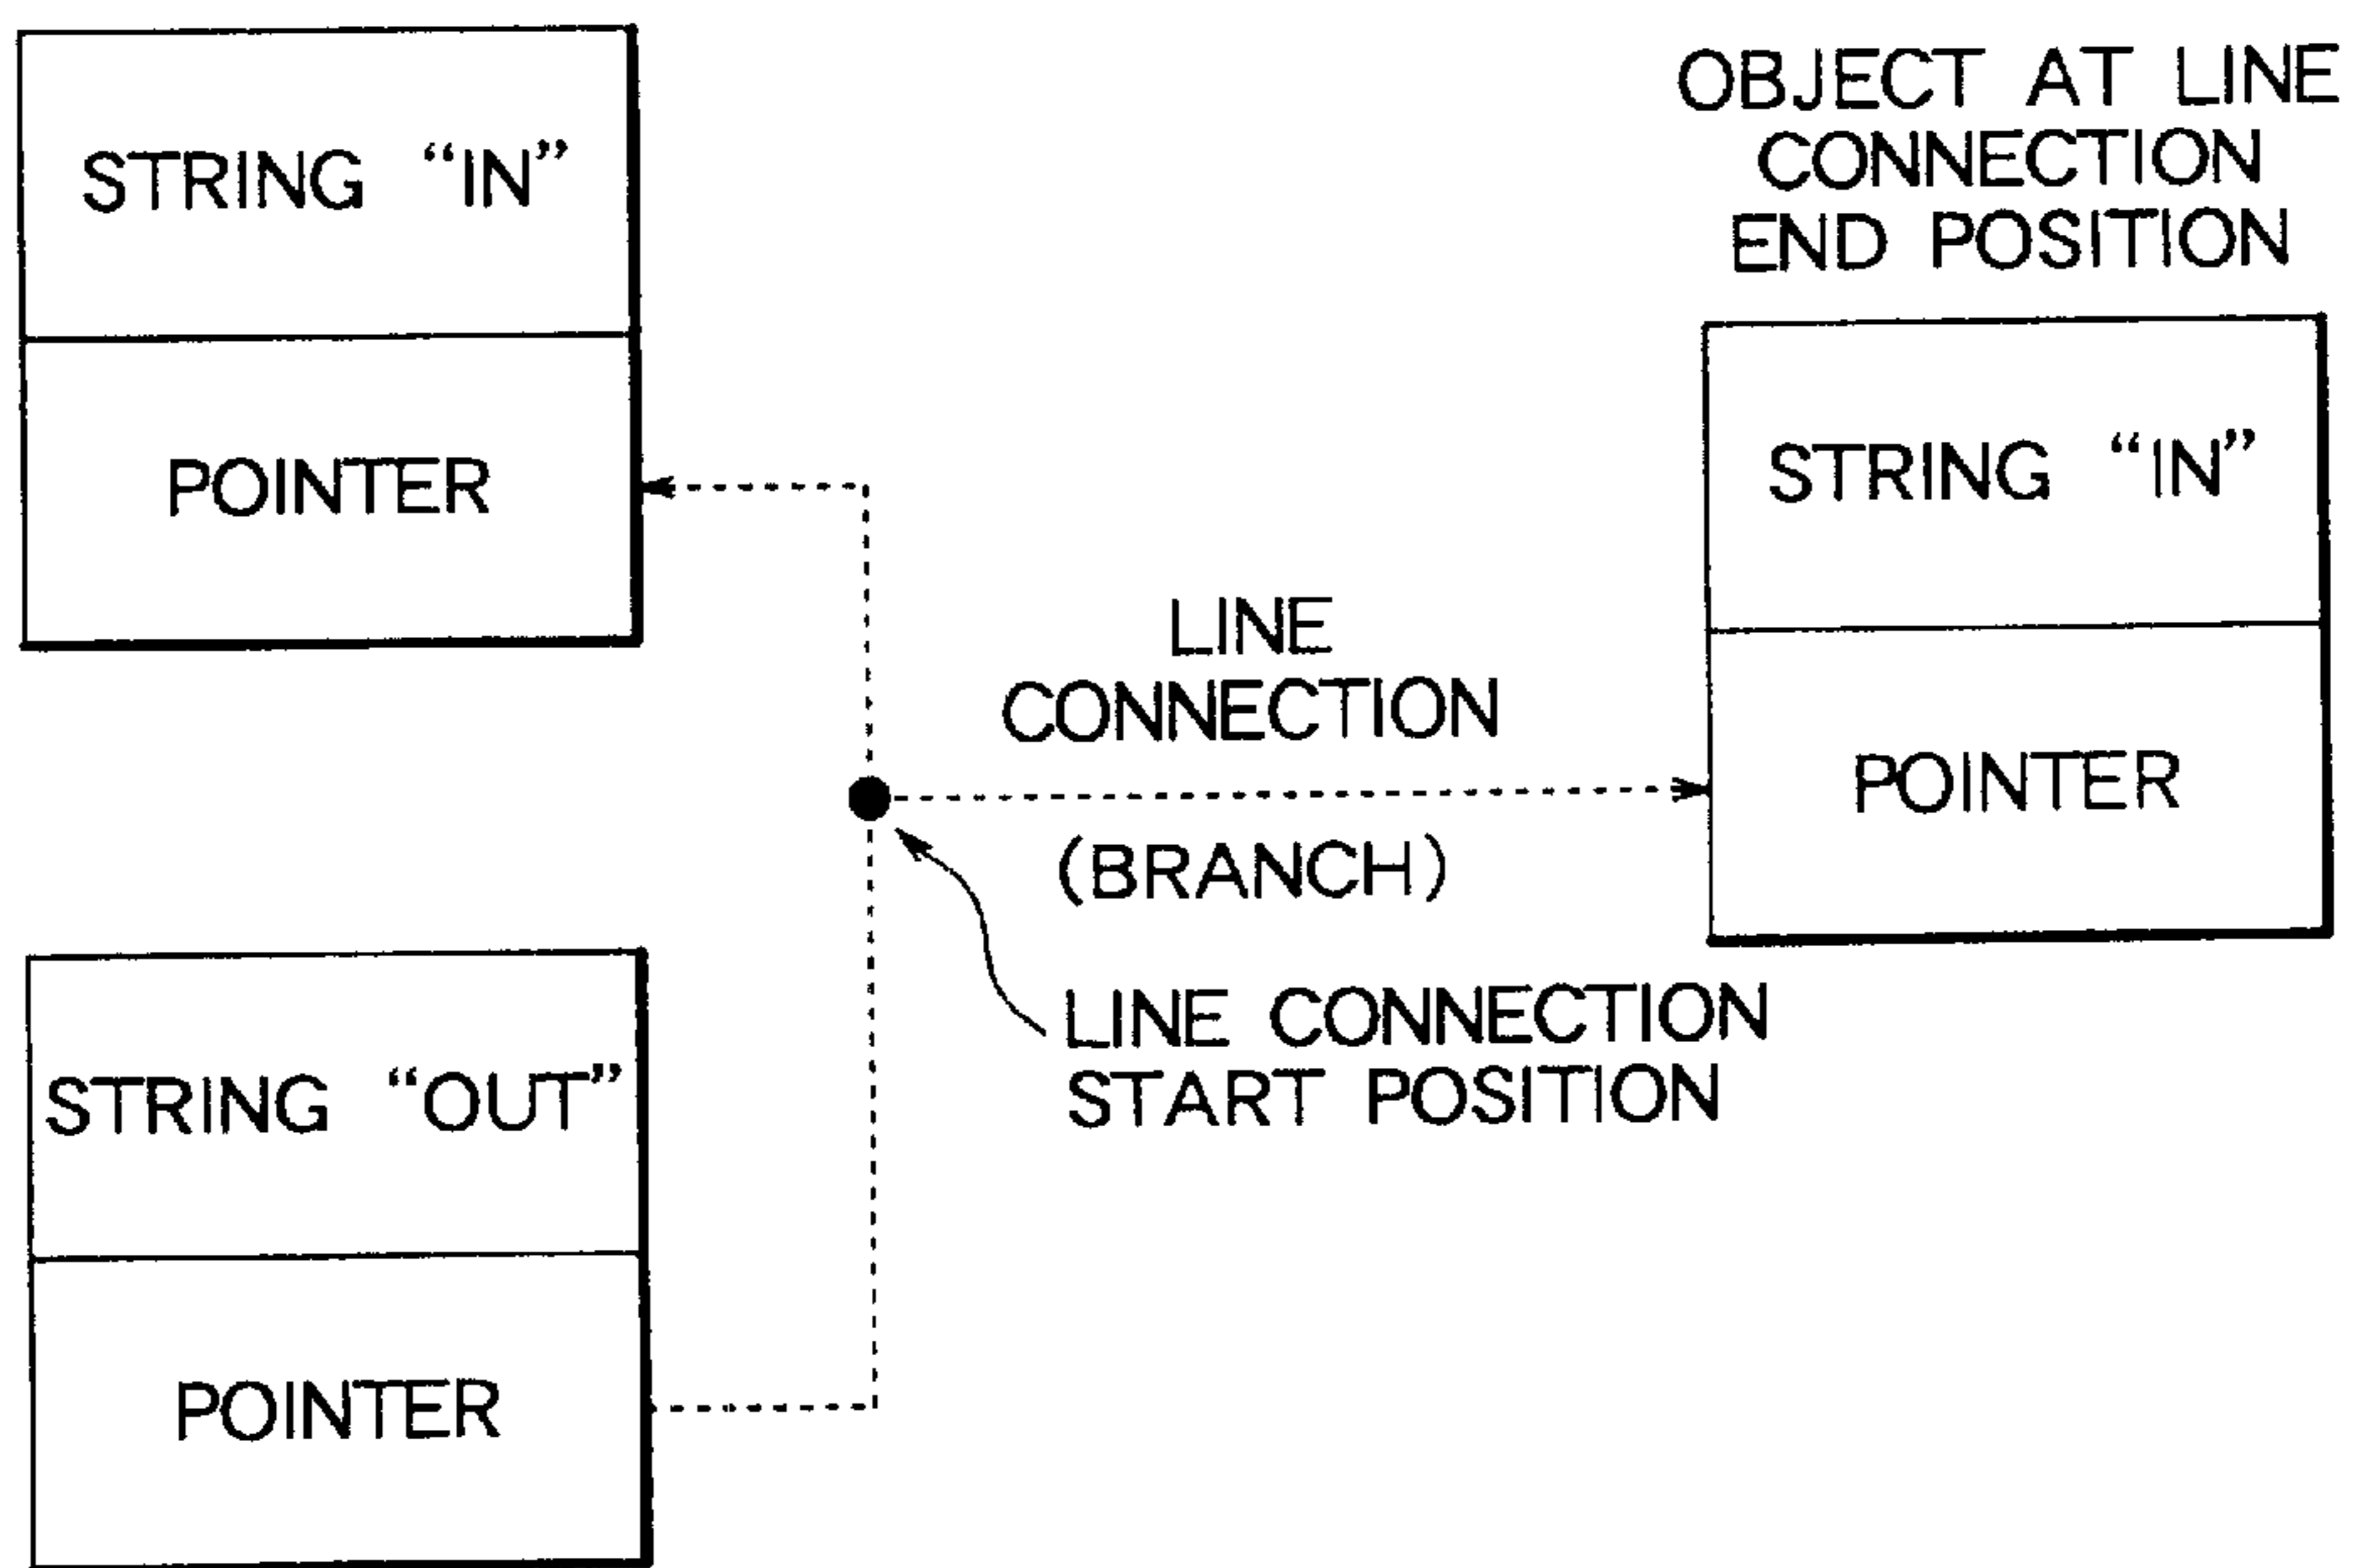 STRING “IN”
POINTER
OBJECT AT LINE
CONNECTION
END POSITION
STRING “IN”
POINTER
LINE
CONNECTION
(BRANCH)
LINE CONNECTION
START POSITION
STRING “OUT”
POINTER